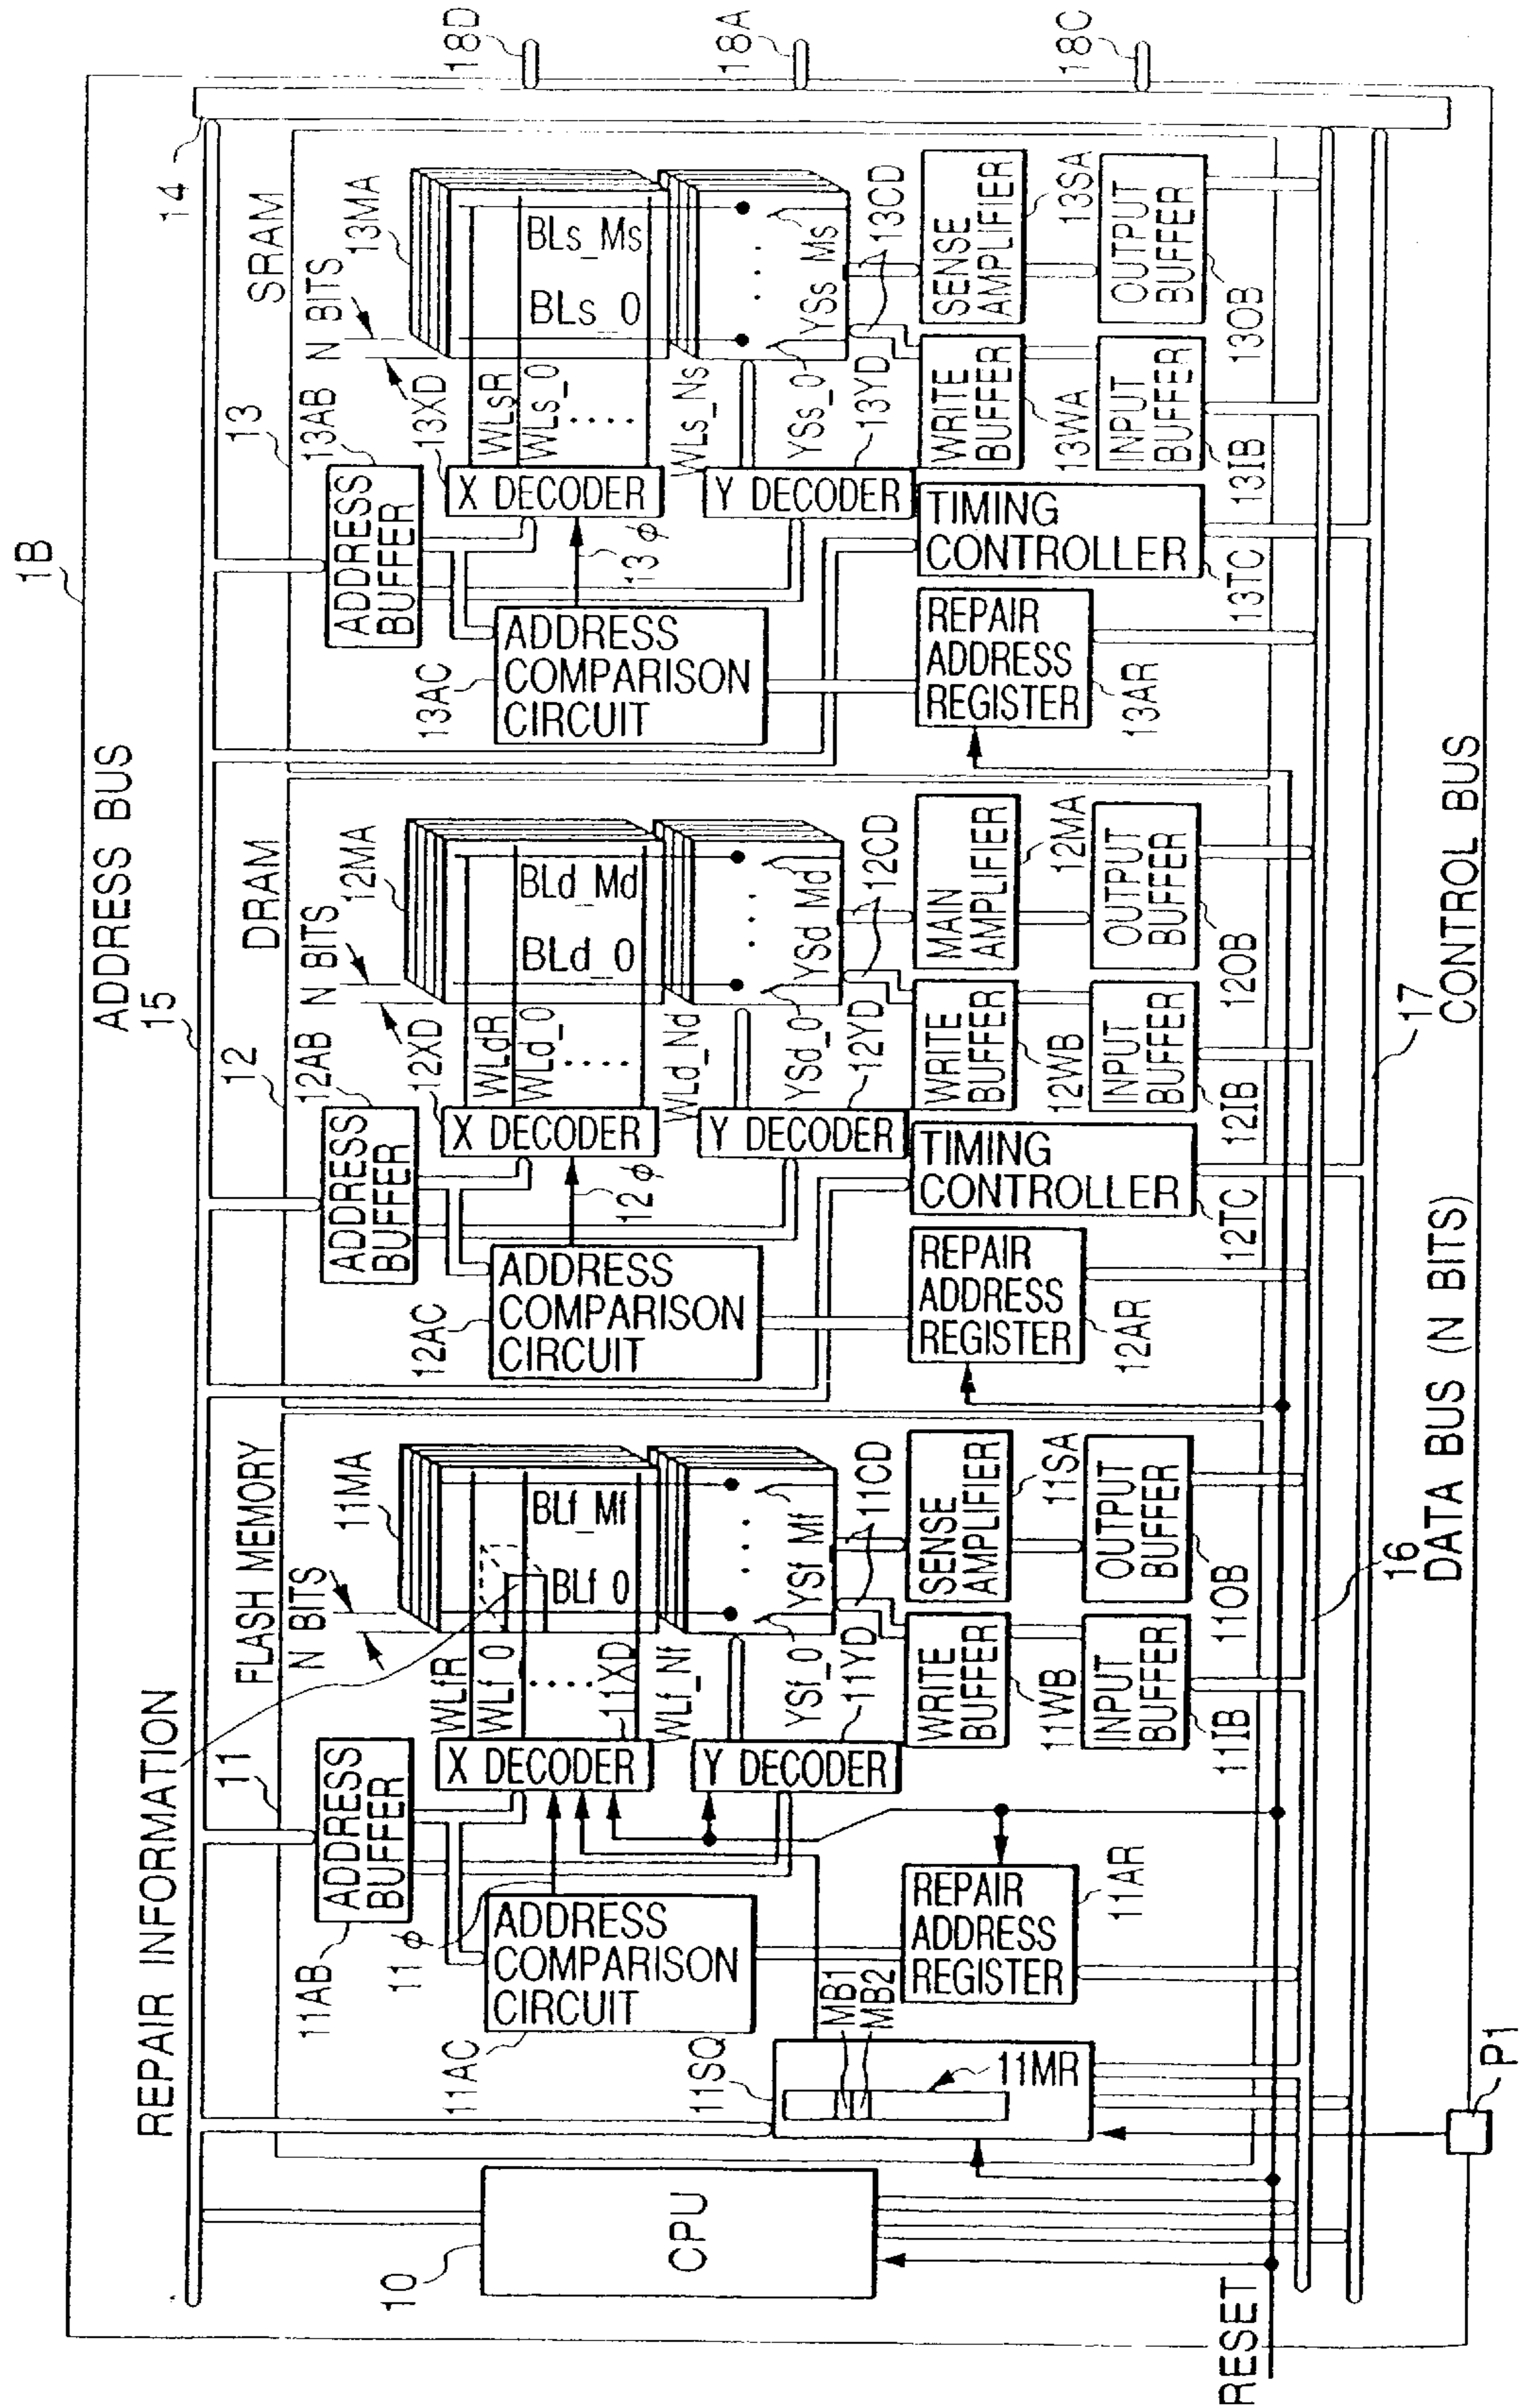 1B
ADDRESS BUS
15
14
18D
18A
18C
REPAIR INFORMATION
11
FLASH MEMORY
N BITS
11MA
11AB
ADDRESS
BUFFER
11AC
ADDRESS
COMPARISON
CIRCUIT
11 φ
X DECODER
11XD
WLfR
WLf_0
.....
WLf_Nf
BLf_0
BLf_Mf
Y DECODER
11YD
YSf_0
YSf_Mf
...
11CD
WRITE
BUFFER
11WB
SENSE
AMPLIFIER
11SA
INPUT
BUFFER
11IB
OUTPUT
BUFFER
11OB
REPAIR
ADDRESS
REGISTER
11AR
11SQ
MB1
MB2
11MR
10
CPU
RESET
P1
DRAM
12
12AB
N BITS
12MA
ADDRESS
BUFFER
12AC
ADDRESS
COMPARISON
CIRCUIT
12 φ
X DECODER
12XD
WLdR
WLd_0
.....
WLd_Nd
BLd_0
BLd_Md
Y DECODER
12YD
YSd_0
YSd_Md
...
12CD
WRITE
BUFFER
12WB
MAIN
AMPLIFIER
12MA
INPUT
BUFFER
12IB
OUTPUT
BUFFER
12OB
TIMING
CONTROLLER
12TC
REPAIR
ADDRESS
REGISTER
12AR
SRAM
13
13AB
N BITS
13MA
ADDRESS
BUFFER
13AC
ADDRESS
COMPARISON
CIRCUIT
13 φ
X DECODER
13XD
WLsR
WLs_0
.....
WLs_Ns
BLs_0
BLs_Ms
Y DECODER
13YD
YSs_0
YSs_Ms
...
13CD
WRITE
BUFFER
13WA
SENSE
AMPLIFIER
13SA
INPUT
BUFFER
13IB
OUTPUT
BUFFER
13OB
TIMING
CONTROLLER
13TC
REPAIR
ADDRESS
REGISTER
13AR
16
DATA BUS (N BITS)
17
CONTROL BUS